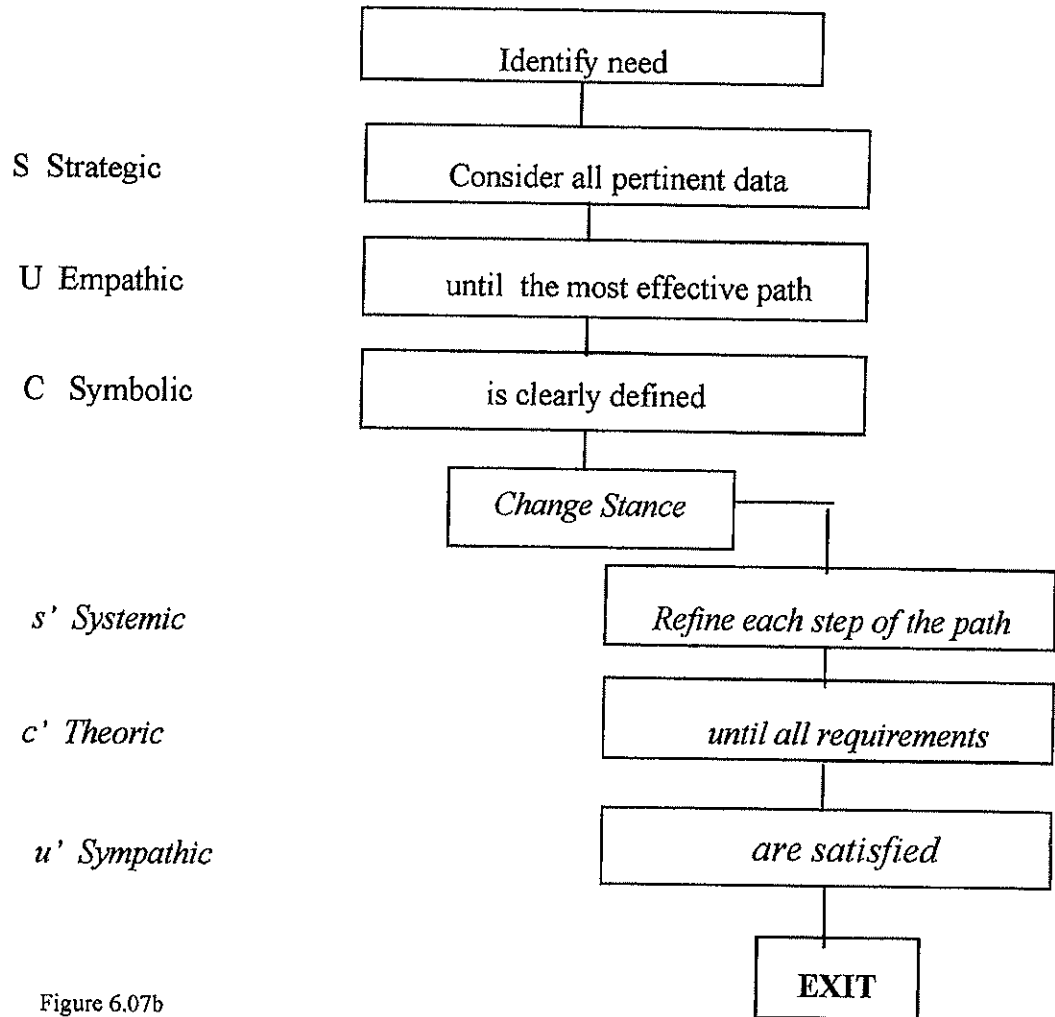 Identify need
S Strategic
Consider all pertinent data
U Empathic
until the most effective path
C Symbolic
is clearly defined
Change Stance
s' Systemic
Refine each step of the path
c' Theoric
until all requirements
u' Sympathic
are satisfied
EXIT
Figure 6.07b